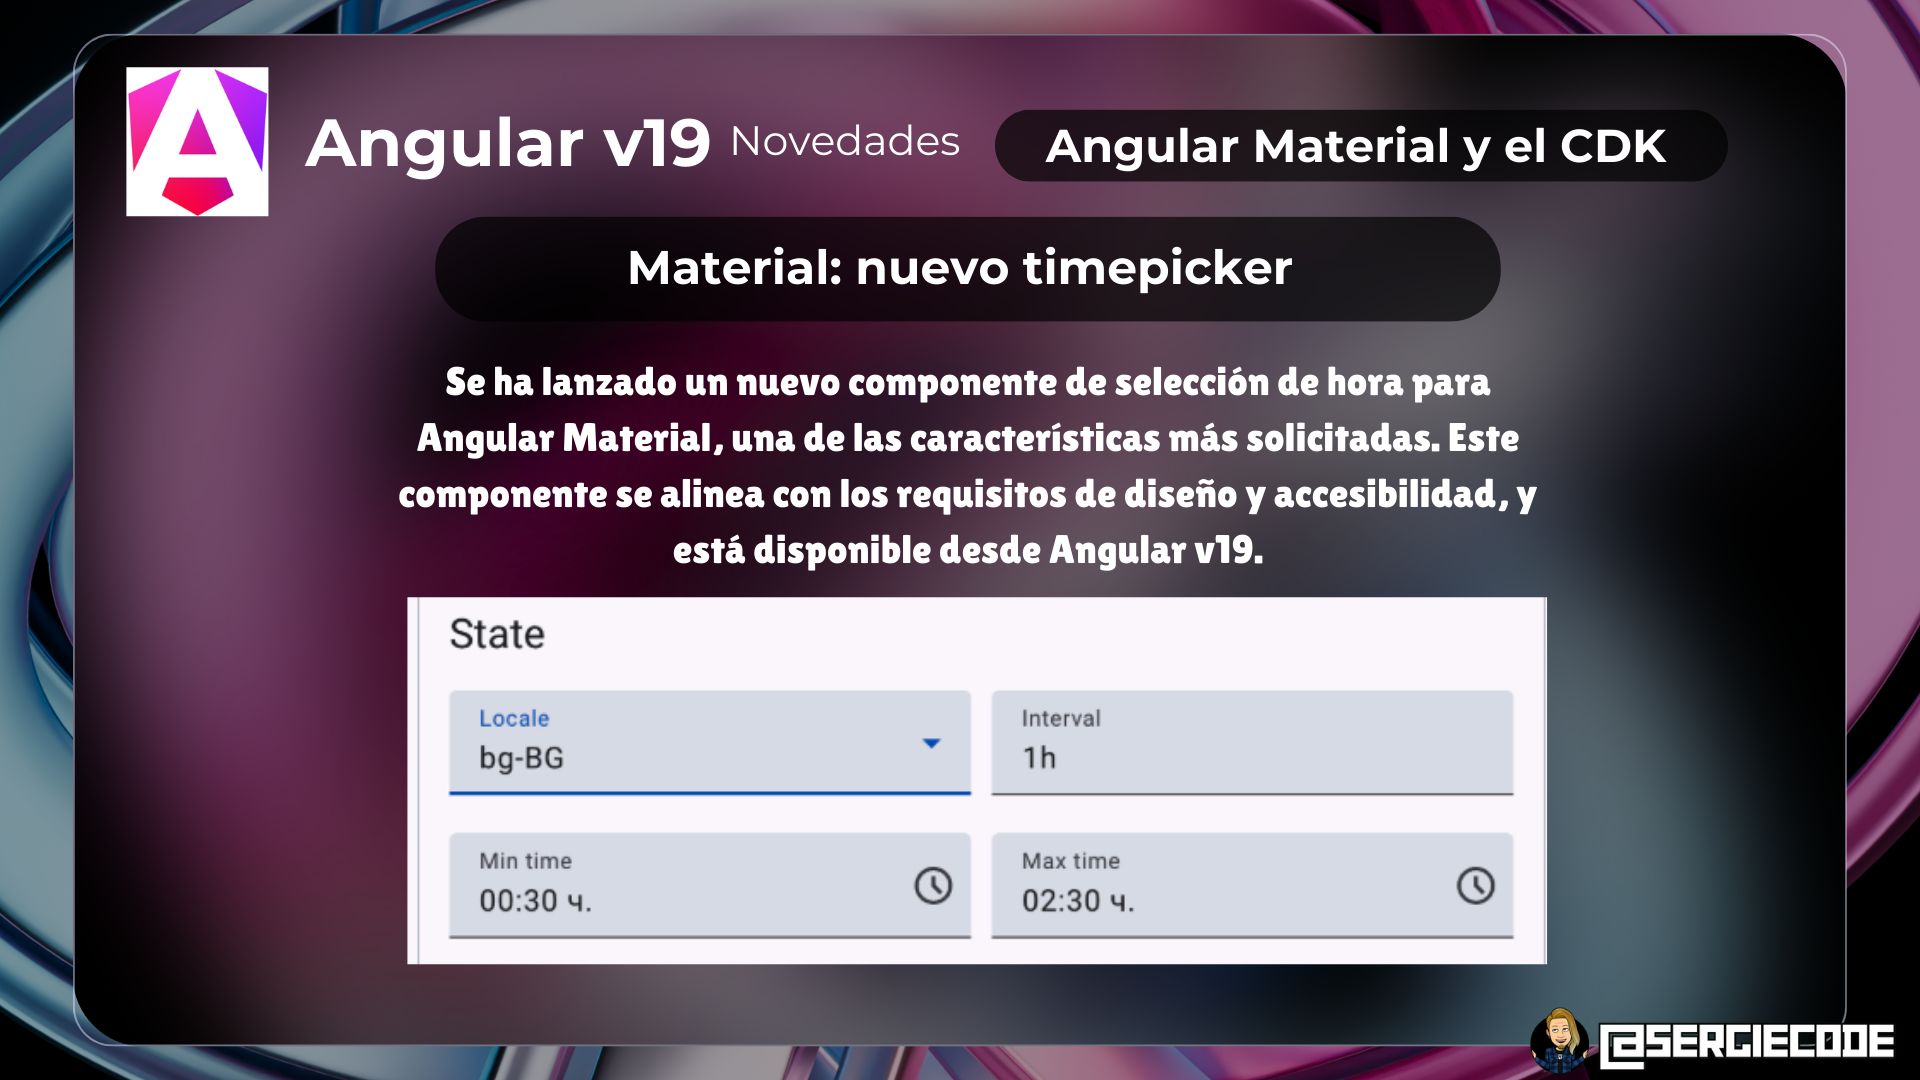 Angular v19 Novedades
Angular Material y el CDK
Material: nuevo timepicker
Se ha lanzado un nuevo componente de selección de hora para
Angular Material, una de las características más solicitadas. Este
componente se alinea con los requisitos de diseño y accesibilidad, y
está disponible desde Angular v19.
State
Locale
bg-BG
Interval
1h
Min time
00:30 ч.
Max time
02:30 ч.
@SERGIECODE